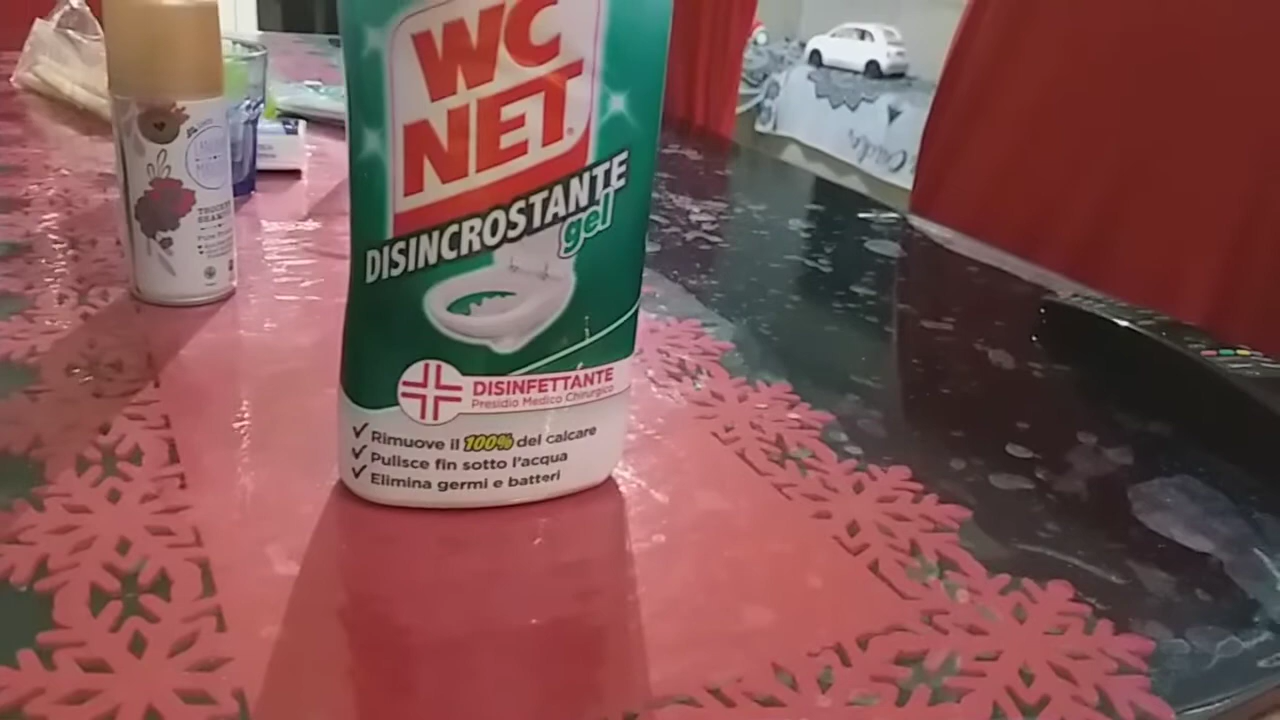 WC
NET
DISINCROSTANTE
gel
DISINFETTANTE
Presidio Medico Chirurgico
Rimuove il 100% del calcare
Pulisce fin sotto l'acqua
Elimina germi e batteri